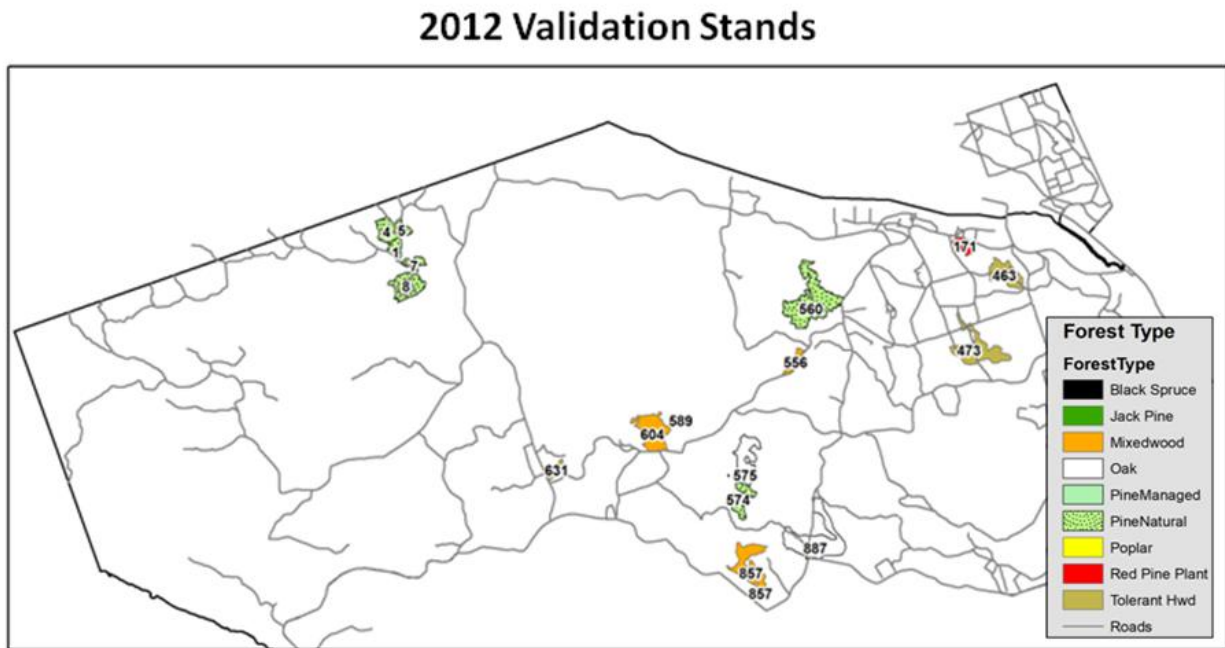 2012 Validation Stands
4
5
1
7
8
171
463
560
473
556
589
604
631
575
574
887
857
857
Forest Type
ForestType
Black Spruce
Jack Pine
Mixedwood
Oak
PineManaged
PineNatural
Poplar
Red Pine Plant
Tolerant Hwd
Roads